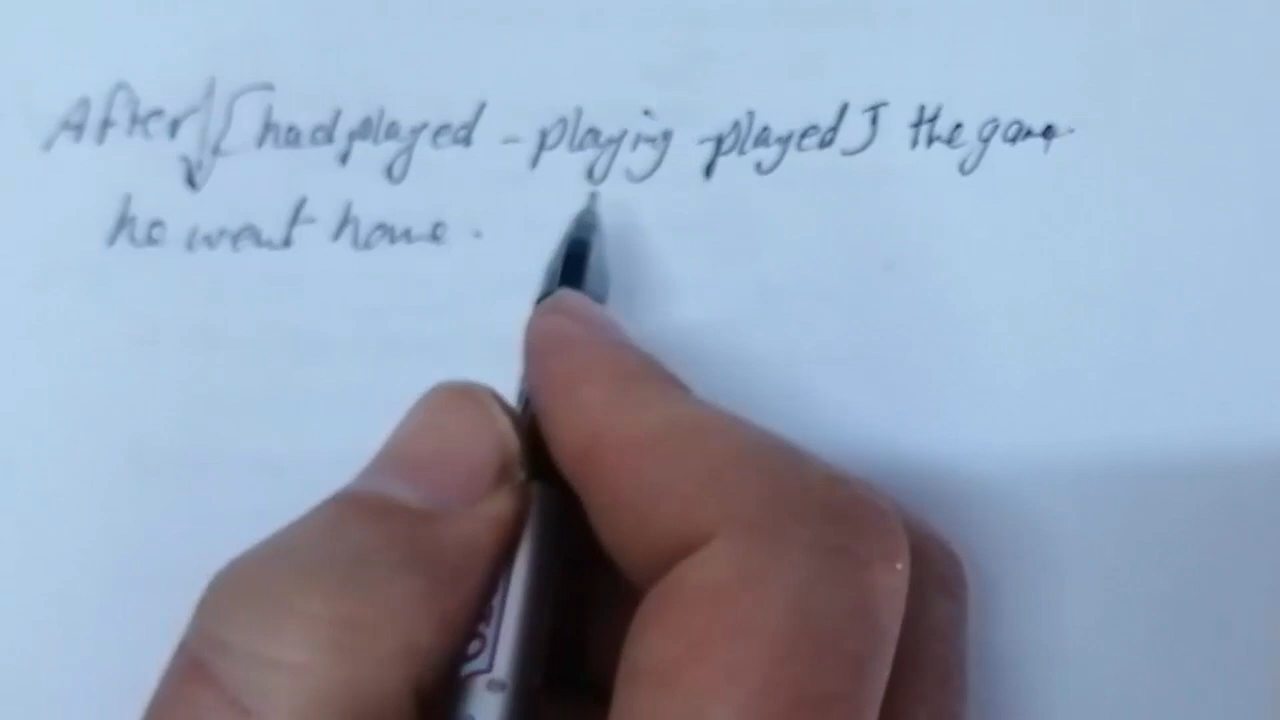 After [had played - playing - played] the game
he went home.